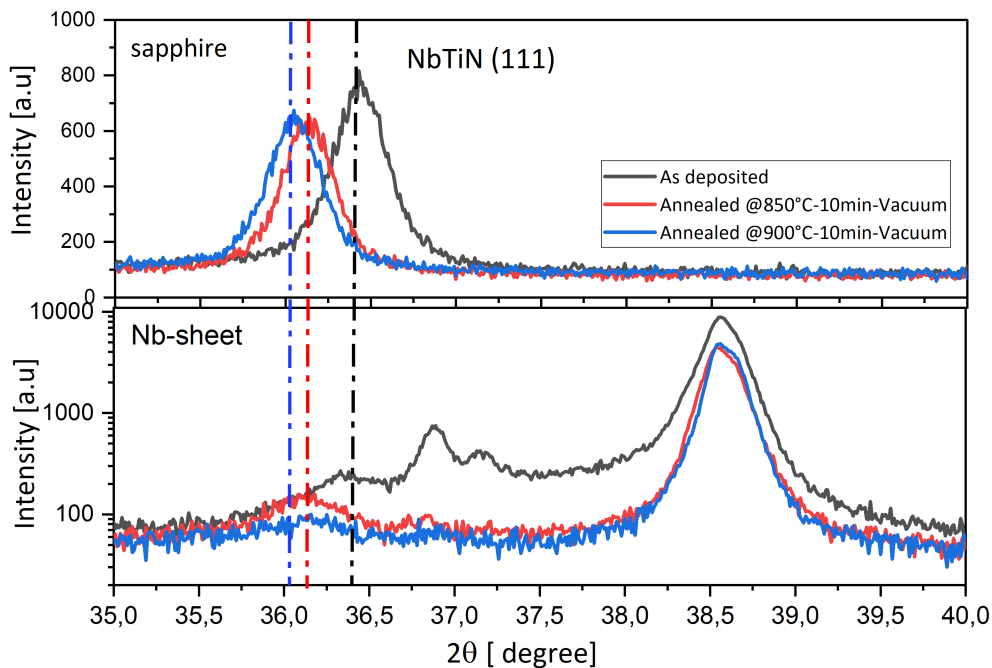 1000
sapphire
NbTiN (111)
800
600
400
200
0
Intensity [a.u]
As deposited
Annealed @850°C-10min-Vacuum
Annealed @900°C-10min-Vacuum
10000
Nb-sheet
1000
100
Intensity [a.u]
35,0 35,5 36,0 36,5 37,0 37,5 38,0 38,5 39,0 39,5 40,0
2θ [ degree]